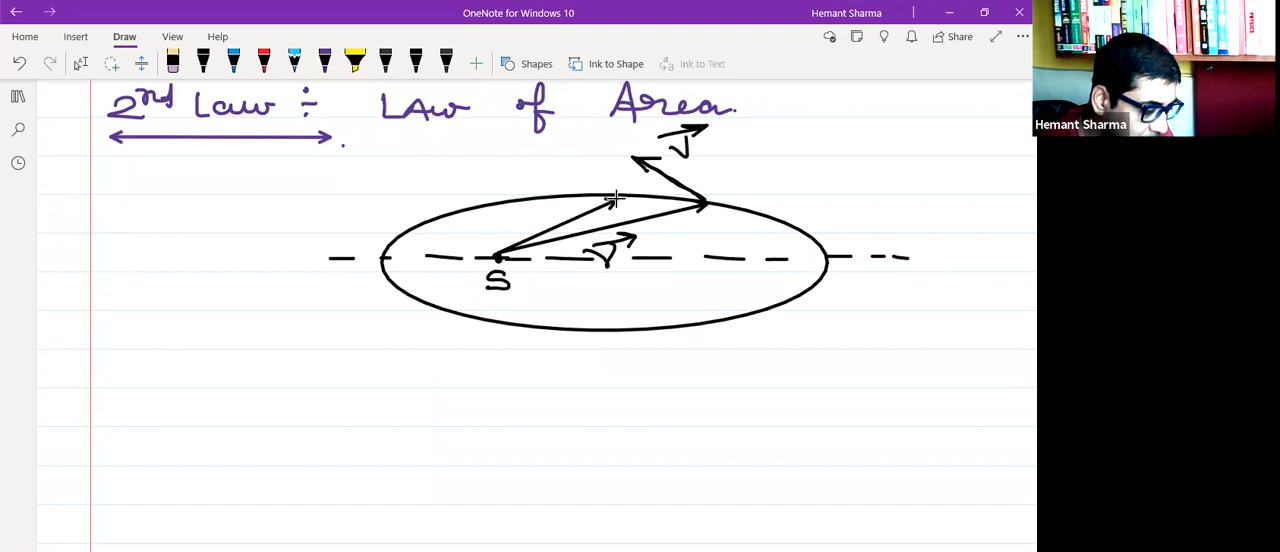 OneNote for Windows 10
Hemant Sharma
Home Insert Draw View Help
Shapes Ink to Shape Ink to Text Share
2nd Law ÷ LAw of Area.
S
Hemant Sharma
PHYSICS